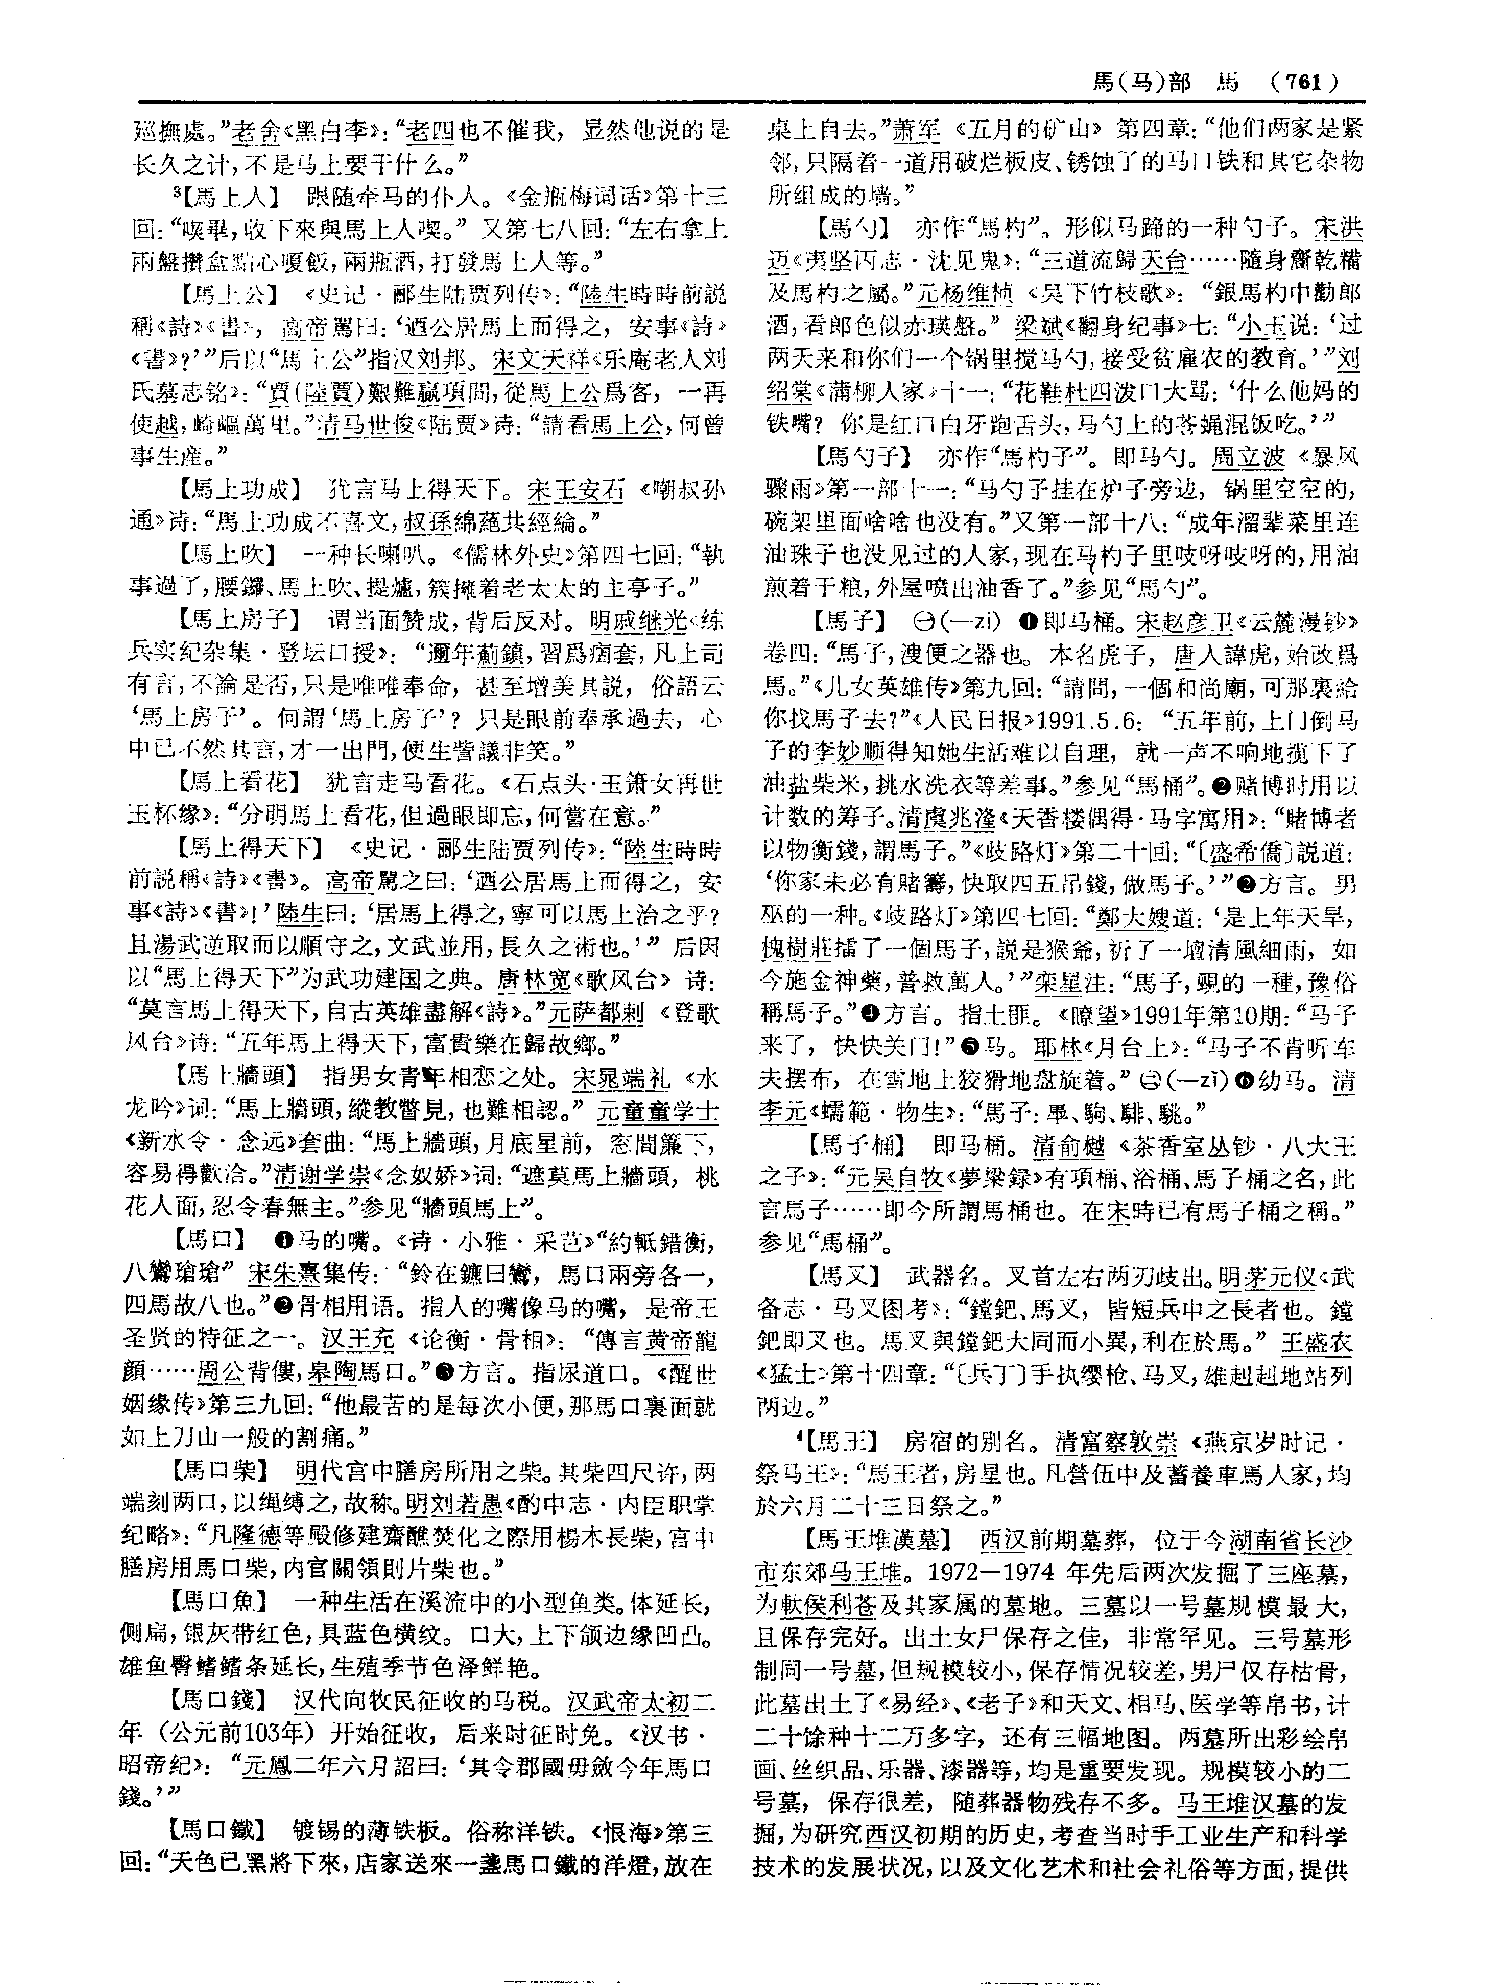 馬(马)部 馬 (761)
巡撫處。”老舍《黑白李》：“老四也不催我，显然他说的是
长久之计，不是马上要干什么。”
³【馬上人】 跟随牵马的仆人。《金瓶梅词话》第十三
回：“喫畢，收下來與馬上人喫。” 又第七八回：“左右拿上
兩盤攢盒點心嗄飯，兩瓶酒，打發馬上人等。”
【馬上公】 《史记·郦生陆贾列传》：“陸生時時前説
稱《詩》《書》，高帝駡曰：‘迺公居馬上而得之，安事《詩》
《書》？’”后以“馬上公”指汉刘邦。宋文天祥《乐庵老人刘
氏墓志铭》：“賈(陸賈)艱難嬴項間，從馬上公爲客，一再
使越，崎嶇萬里。”清马世俊《陆贾》诗：“請看馬上公，何曾
事生産。”
【馬上功成】 犹言马上得天下。宋王安石《嘲叔孙
通》诗：“馬上功成不喜文，叔孫綿蕝共經綸。”
【馬上吹】 一种长喇叭。《儒林外史》第四七回：“執
事過了，腰鑼、馬上吹、提爐，簇擁着老太太的主亭子。”
【馬上房子】 谓当面赞成，背后反对。明戚继光《练
兵实纪杂集·登坛口授》：“邇年薊鎮，習爲痼套，凡上司
有言，不論是否，只是唯唯奉命，甚至增美其説，俗語云
‘馬上房子’。何謂‘馬上房子’？只是眼前奉承過去，心
中已不然其言，才一出門，便生訾議非笑。”
【馬上看花】 犹言走马看花。《石点头·玉箫女再世
玉杯缘》：“分明馬上看花，但過眼即忘，何嘗在意。”
【馬上得天下】 《史记·郦生陆贾列传》：“陸生時時
前説稱《詩》《書》。高帝駡之曰：‘迺公居馬上而得之，安
事《詩》《書》！’陸生曰：‘居馬上得之，寧可以馬上治之乎？
且湯武逆取而以順守之，文武並用，長久之術也。’” 后因
以“馬上得天下”为武功建国之典。唐林宽《歌风台》诗：
“莫言馬上得天下，自古英雄盡解《詩》。”元萨都剌《登歌
风台》诗：“五年馬上得天下，富貴樂在歸故鄉。”
【馬上牆頭】 指男女青年相恋之处。宋晁端礼《水
龙吟》词：“馬上牆頭，縱教瞥見，也難相認。” 元童童学士
《新水令·念远》套曲：“馬上牆頭，月底星前，窓間簾下，
容易得歡洽。”清谢学崇《念奴娇》词：“遮莫馬上牆頭，桃
花人面，忍令春無主。”参见“牆頭馬上”。
【馬口】 ❶马的嘴。《诗·小雅·采芑》“約軝錯衡，
八鸞瑲瑲” 宋朱熹集传：“鈴在鑣曰鸞，馬口兩旁各一，
四馬故八也。”❷骨相用语。指人的嘴像马的嘴，是帝王
圣贤的特征之一。汉王充《论衡·骨相》：“傳言黄帝龍
顔……周公背僂，皋陶馬口。”❸方言。指尿道口。《醒世
姻缘传》第三九回：“他最苦的是每次小便，那馬口裏面就
如上刀山一般的割痛。”
【馬口柴】 明代宫中膳房所用之柴。其柴四尺许，两
端刻两口，以绳缚之，故称。明刘若愚《酌中志·内臣职掌
纪略》：“凡隆德等殿修建齋醮焚化之際用楊木長柴，宫中
膳房用馬口柴，内官關領則片柴也。”
【馬口魚】 一种生活在溪流中的小型鱼类。体延长，
侧扁，银灰带红色，具蓝色横纹。口大，上下颌边缘凹凸。
雄鱼臀鳍鳍条延长，生殖季节色泽鲜艳。
【馬口錢】 汉代向牧民征收的马税。汉武帝太初二
年（公元前103年）开始征收，后来时征时免。《汉书·
昭帝纪》：“元鳳二年六月詔曰：‘其令郡國毋斂今年馬口
錢。’”
【馬口鐵】 镀锡的薄铁板。俗称洋铁。《恨海》第三
回：“天色已黑將下來，店家送來一盞馬口鐵的洋燈，放在
桌上自去。”萧军《五月的矿山》第四章：“他们两家是紧
邻，只隔着一道用破烂板皮、锈蚀了的马口铁和其它杂物
所组成的墙。”
【馬勺】 亦作“馬杓”。形似马蹄的一种勺子。宋洪
迈《夷坚丙志·沈见鬼》：“三道流歸天台……隨身齎乾糒
及馬杓之屬。”元杨维桢《吴下竹枝歌》：“銀馬杓中勸郎
酒，看郎色似赤瑛盤。” 梁斌《翻身纪事》七：“小玉说：‘过
两天来和你们一个锅里搅马勺，接受贫雇农的教育。’”刘
绍棠《蒲柳人家》十一：“花鞋杜四泼口大骂：‘什么他妈的
铁嘴？你是红口白牙跑舌头，马勺上的苍蝇混饭吃。’”
【馬勺子】 亦作“馬杓子”。即马勺。周立波《暴风
骤雨》第一部十一：“马勺子挂在炉子旁边，锅里空空的，
碗架里面啥啥也没有。”又第一部十八：“成年溜辈菜里连
油珠子也没见过的人家，现在马杓子里吱呀吱呀的，用油
煎着干粮，外屋喷出油香了。”参见“馬勺”。
【馬子】 ㊀(—zi) ❶即马桶。宋赵彦卫《云麓漫钞》
卷四：“馬子，溲便之器也。本名虎子，唐人諱虎，始改爲
馬。”《儿女英雄传》第九回：“請問，一個和尚廟，可那裏給
你找馬子去？”《人民日报》1991.5.6：“五年前，上门倒马
子的李妙顺得知她生活难以自理，就一声不响地揽下了
油盐柴米，挑水洗衣等差事。”参见“馬桶”。❷赌博时用以
计数的筹子。清虞兆漋《天香楼偶得·马字寓用》：“賭博者
以物衡錢，謂馬子。”《歧路灯》第二十回：“〔盛希僑〕説道：
‘你家未必有賭籌，快取四五吊錢，做馬子。’”❸方言。男
巫的一种。《歧路灯》第四七回：“鄭大嫂道：‘是上年天旱，
槐樹莊擂了一個馬子，説是猴爺，祈了一壇清風細雨，如
今施金神藥，普救萬人。’”栾星注：“馬子，覡的一種，豫俗
稱馬子。”❹方言。指土匪。《瞭望》1991年第10期：“马子
来了，快快关门！”❺马。耶林《月台上》：“马子不肯听车
夫摆布，在雪地上狡猾地盘旋着。”㊁(—zǐ)❻幼马。清
李元《蠕範·物生》：“馬子：馬、駒、騑、駣。”
【馬子桶】 即马桶。清俞樾《茶香室丛钞·八大王
之子》：“元吴自牧《夢梁録》有項桶、浴桶、馬子桶之名，此
言馬子……即今所謂馬桶也。在宋時已有馬子桶之稱。”
参见“馬桶”。
【馬叉】 武器名。叉首左右两刃歧出。明茅元仪《武
备志·马叉图考》：“鏜鈀、馬叉，皆短兵中之長者也。鏜
鈀即叉也。馬叉與鏜鈀大同而小異，利在於馬。” 王盛农
《猛士》第十四章：“〔兵丁〕手执缨枪、马叉，雄赳赳地站列
两边。”
⁴【馬王】 房宿的别名。清富察敦崇《燕京岁时记·
祭马王》：“馬王者，房星也。凡營伍中及蓄養車馬人家，均
於六月二十三日祭之。”
【馬王堆漢墓】 西汉前期墓葬，位于今湖南省长沙
市东郊马王堆。1972—1974 年先后两次发掘了三座墓，
为軑侯利苍及其家属的墓地。三墓以一号墓规模最大，
且保存完好。出土女尸保存之佳，非常罕见。三号墓形
制同一号墓，但规模较小，保存情况较差，男尸仅存枯骨，
此墓出土了《易经》、《老子》和天文、相马、医学等帛书，计
二十馀种十二万多字，还有三幅地图。两墓所出彩绘帛
画、丝织品、乐器、漆器等，均是重要发现。规模较小的二
号墓，保存很差，随葬器物残存不多。马王堆汉墓的发
掘，为研究西汉初期的历史，考查当时手工业生产和科学
技术的发展状况，以及文化艺术和社会礼俗等方面，提供